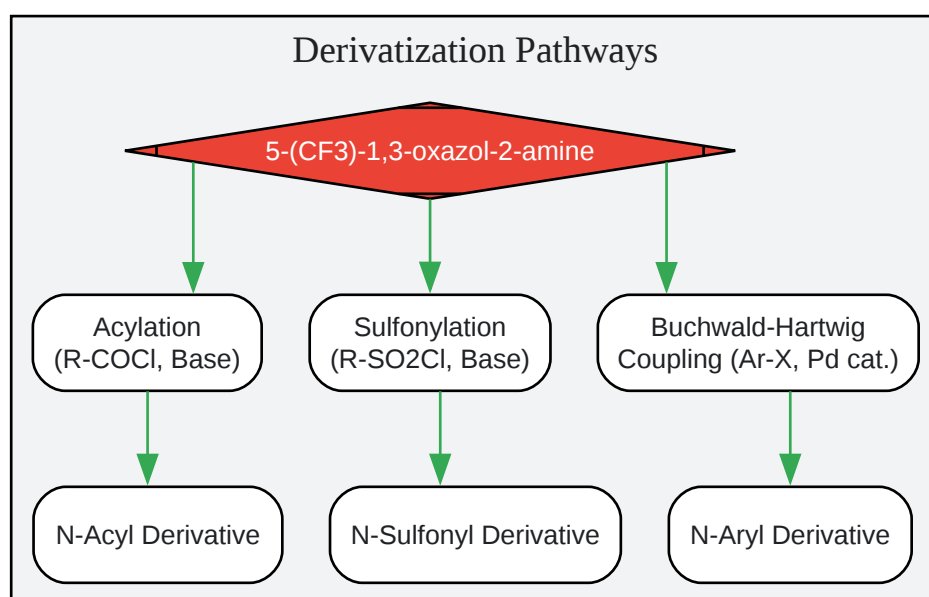 Derivatization Pathways
5-(CF3)-1,3-oxazol-2-amine
Acylation
(R-COCl, Base)
Sulfonylation
(R-SO2Cl, Base)
Buchwald-Hartwig
Coupling (Ar-X, Pd cat.)
N-Acyl Derivative
N-Sulfonyl Derivative
N-Aryl Derivative